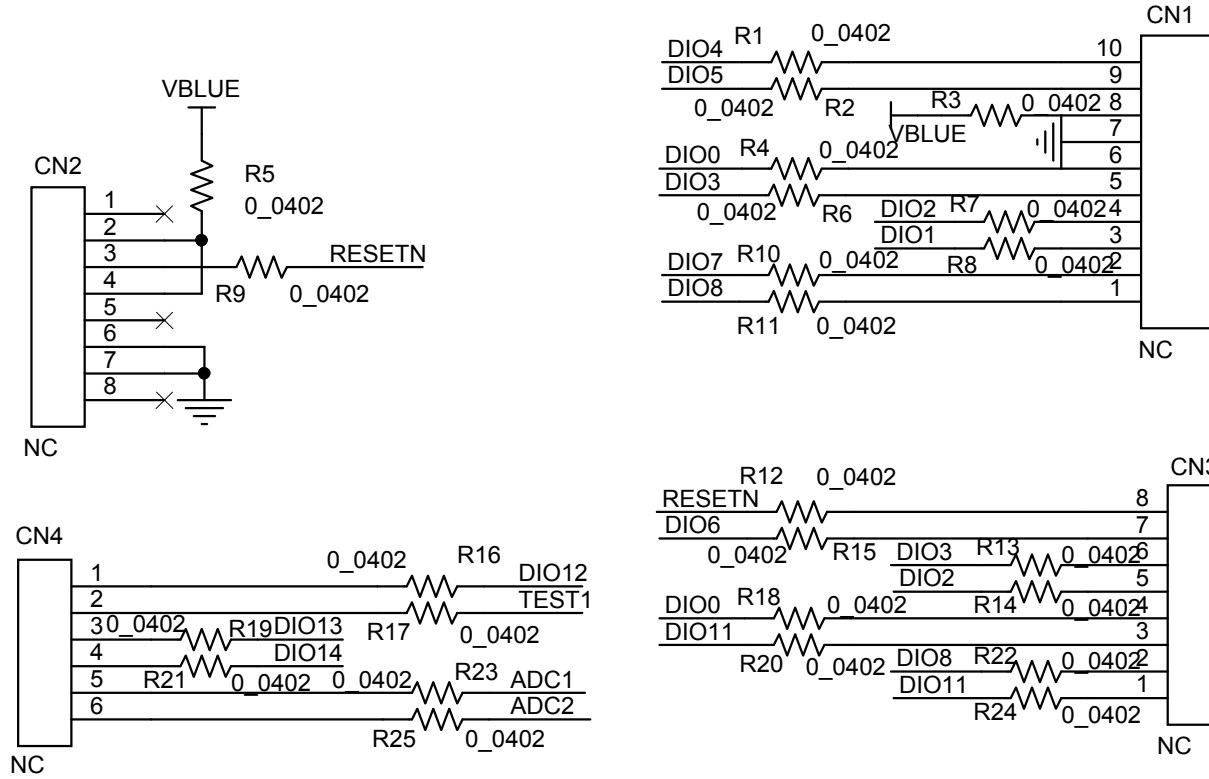 VBLUE
CN2
R5
0_0402
1
2
3
RESETN
4
R9
0_0402
5
6
7
8
NC
CN1
R1
0_0402
DIO4
10
DIO5
9
0_0402
R2
R3
0_0402
8
VBLUE
7
DIO0
R4
0_0402
6
DIO3
5
0_0402
R6
DIO2
R7
0_0402
4
DIO1
3
R8
0_0402
DIO7
R10
0_0402
2
DIO8
1
R11
0_0402
NC
CN4
0_0402
R16
1
DIO12
2
TEST1
3
0_0402
R19
DIO13
R17
0_0402
4
DIO14
R21
0_0402
0_0402
R23
5
ADC1
6
ADC2
R25
0_0402
NC
CN3
R12
0_0402
RESETN
8
DIO6
7
0_0402
R15
DIO3
R13
0_0402
6
DIO2
5
R14
0_0402
DIO0
R18
0_0402
4
DIO11
3
R20
0_0402
DIO8
R22
0_0402
2
DIO11
1
R24
0_0402
NC